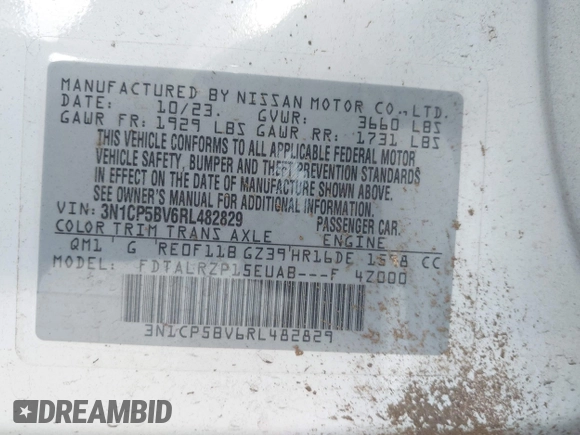 MANUFACTURED BY NISSAN MOTOR CO.,LTD.
DATE: 10/23. GVWR: 3660 LBS
GAWR FR: 1929 LBS GAWR RR: 1731 LBS
THIS VEHICLE CONFORMS TO ALL APPLICABLE FEDERAL MOTOR
VEHICLE SAFETY, BUMPER AND THEFT PREVENTION STANDARDS
IN EFFECT ON THE DATE OF MANUFACTURE SHOWN ABOVE.
SEE OWNER'S MANUAL FOR ADDITIONAL INFORMATION.
VIN: 3N1CP5BV6RL482829 PASSENGER CAR.
COLOR TRIM TRANS AXLE ENGINE
QM1 G RE0F11B GZ39 HR16DE 1598 CC
FDTALRZP15EUAB---F 4Z000
3N1CP5BV6RL482829
DREAMBID